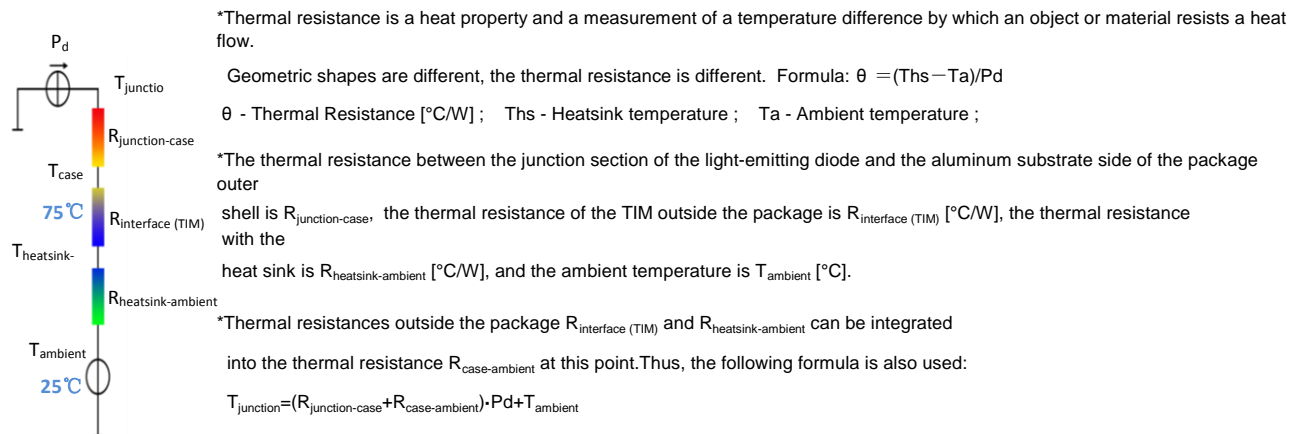 *Thermal resistance is a heat property and a measurement of a temperature difference by which an object or material resists a heat
flow.
Geometric shapes are different, the thermal resistance is different. Formula: θ =(Ths－Ta)/Pd
θ - Thermal Resistance [°C/W] ; Ths - Heatsink temperature ; Ta - Ambient temperature ;
*The thermal resistance between the junction section of the light-emitting diode and the aluminum substrate side of the package
outer
shell is Rjunction-case, the thermal resistance of the TIM outside the package is Rinterface (TIM) [°C/W], the thermal resistance
with the
heat sink is Rheatsink-ambient [°C/W], and the ambient temperature is Tambient [°C].
*Thermal resistances outside the package Rinterface (TIM) and Rheatsink-ambient can be integrated
into the thermal resistance Rcase-ambient at this point.Thus, the following formula is also used:
Tjunction=(Rjunction-case+Rcase-ambient)·Pd+Tambient
Pd
Tjunctio
Rjunction-case
Tcase
75℃
Rinterface (TIM)
Theatsink-
Rheatsink-ambient
Tambient
25℃